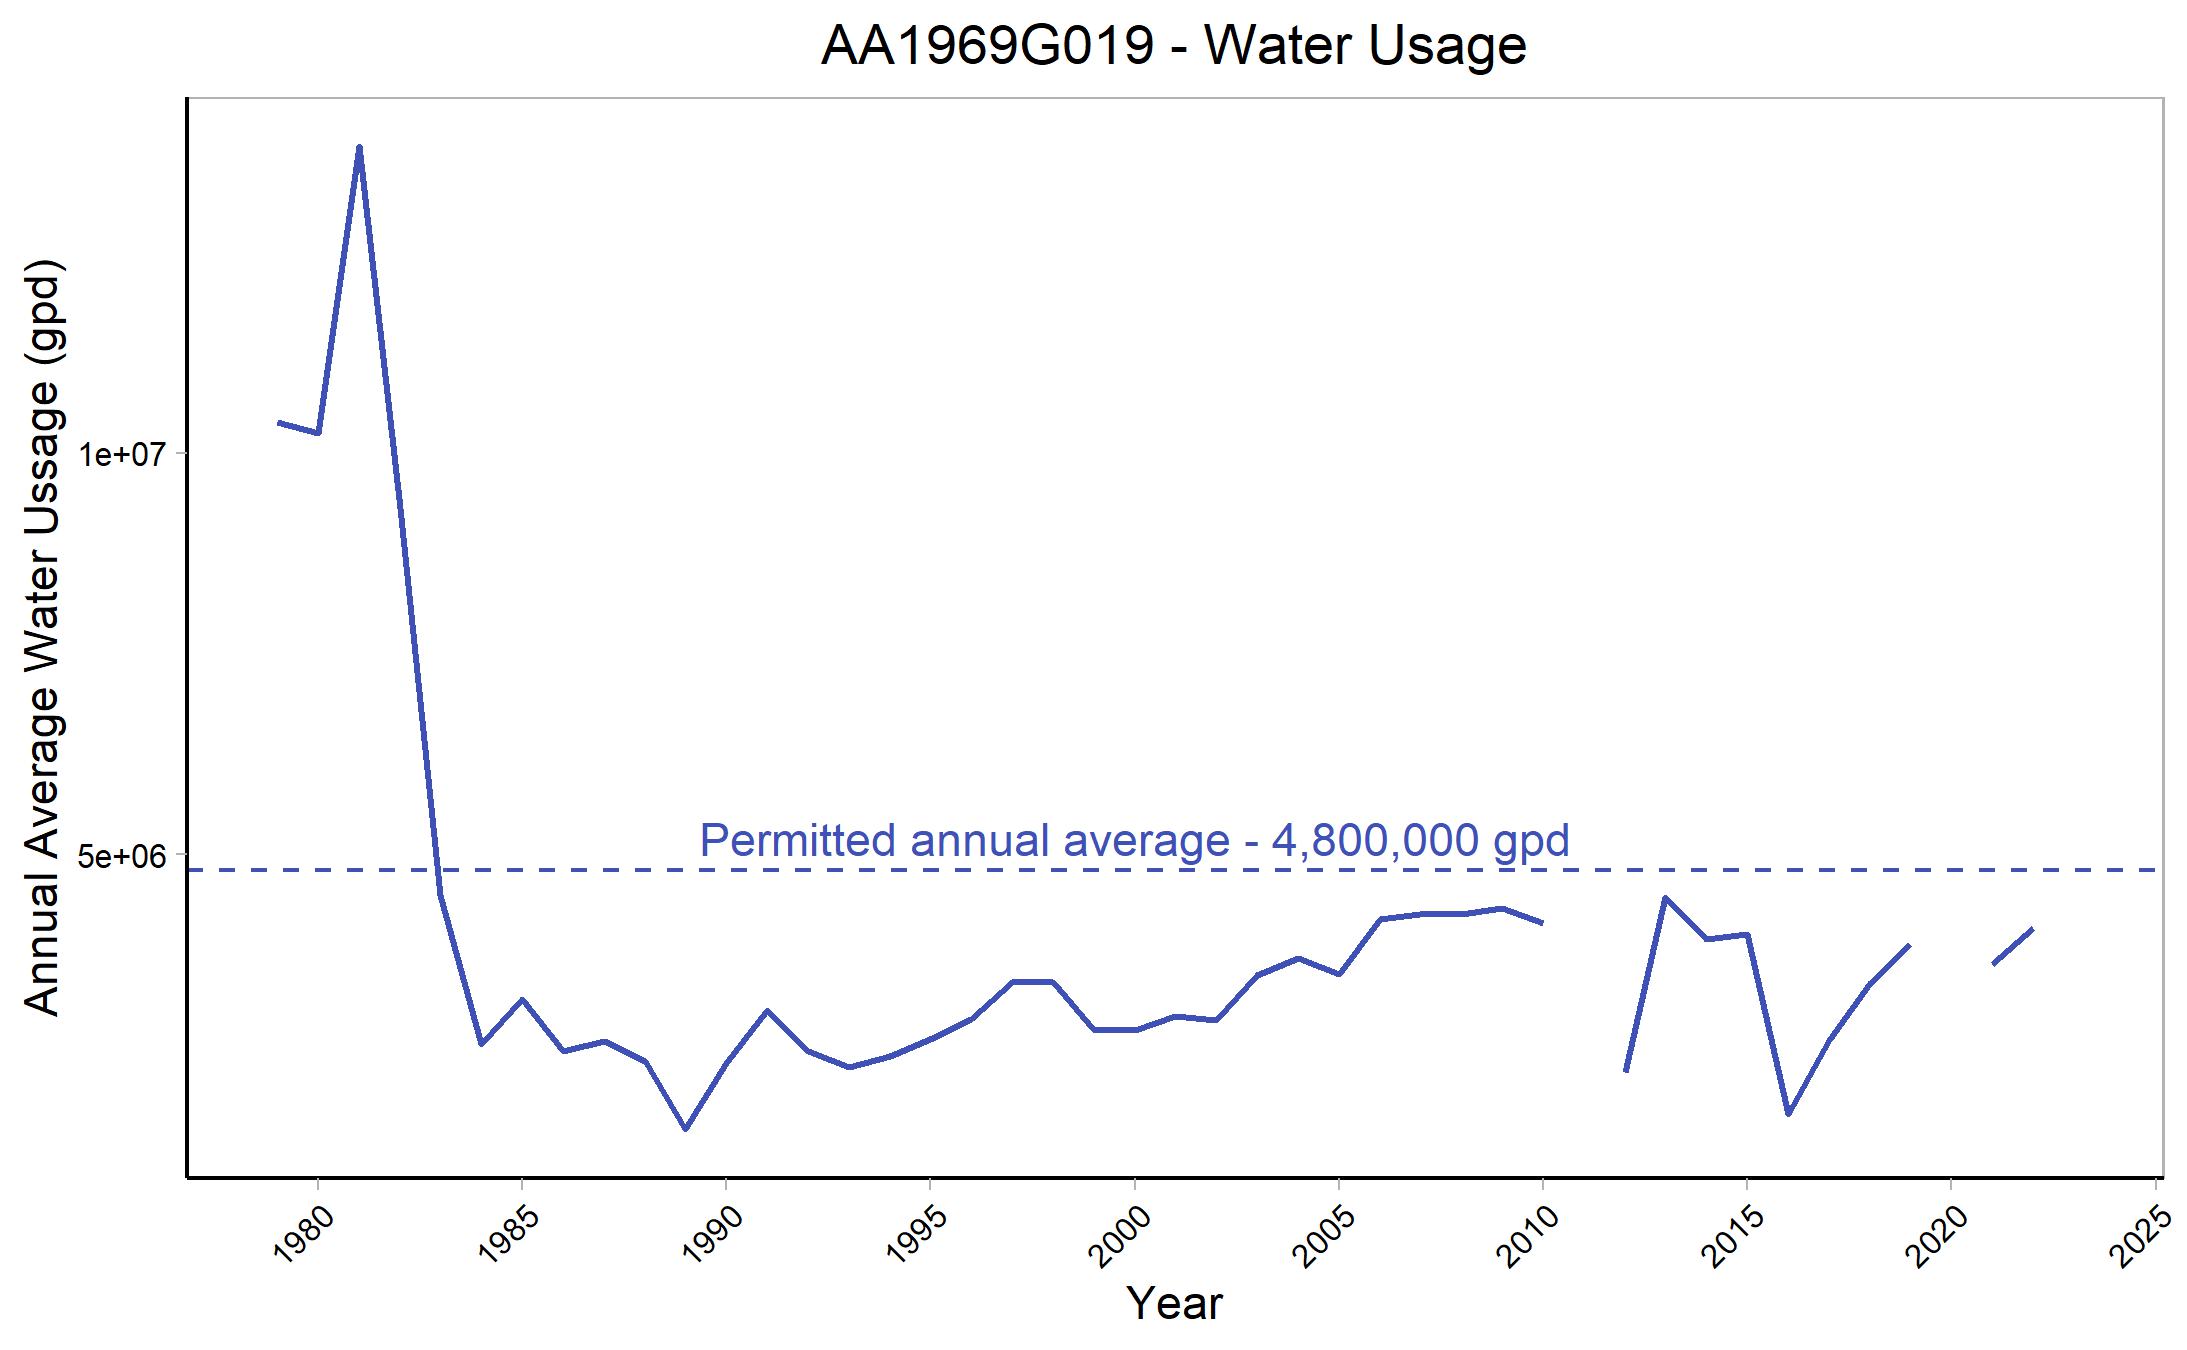 AA1969G019 - Water Usage
Annual Average Water Ussage (gpd)
1e+07
5e+06
Permitted annual average - 4,800,000 gpd
1980
1985
1990
1995
2000
2005
2010
2015
2020
2025
Year